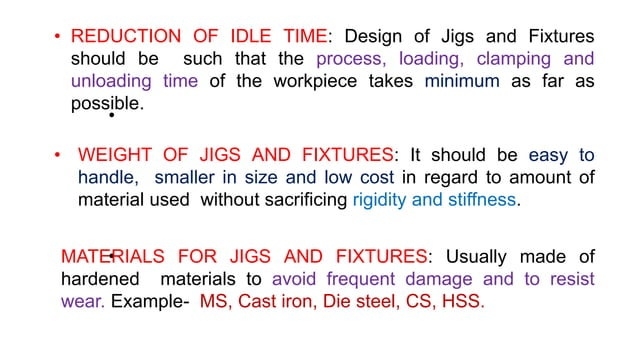 • REDUCTION OF IDLE TIME: Design of Jigs and Fixtures
should be such that the process, loading, clamping and
unloading time of the workpiece takes minimum as far as
possible.
•
• WEIGHT OF JIGS AND FIXTURES: It should be easy to
handle, smaller in size and low cost in regard to amount of
material used without sacrificing rigidity and stiffness.
•
MATERIALS FOR JIGS AND FIXTURES: Usually made of
hardened materials to avoid frequent damage and to resist
wear. Example- MS, Cast iron, Die steel, CS, HSS.